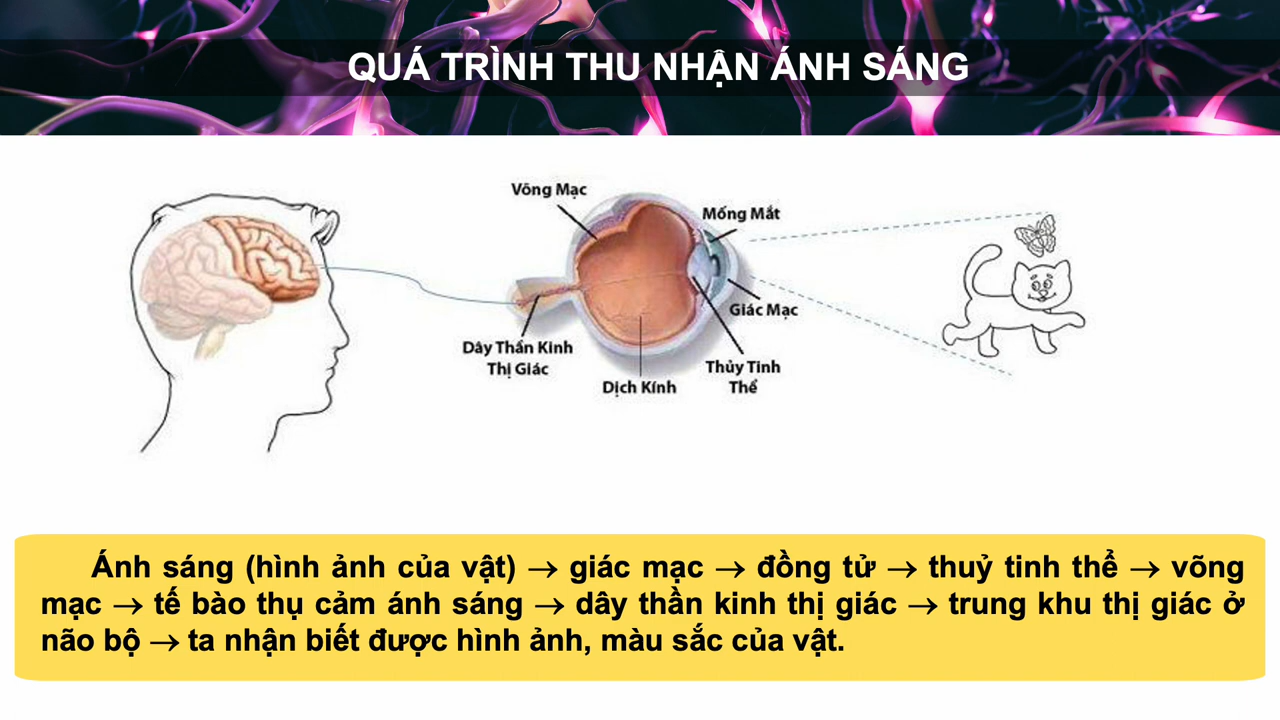 QUÁ TRÌNH THU NHẬN ÁNH SÁNG
Võng Mạc
Mống Mắt
Giác Mạc
Dây Thần Kinh
Thị Giác
Dịch Kính
Thủy Tinh
Thể
Ánh sáng (hình ảnh của vật) → giác mạc → đồng tử → thuỷ tinh thể → võng
mạc → tế bào thụ cảm ánh sáng → dây thần kinh thị giác → trung khu thị giác ở
não bộ → ta nhận biết được hình ảnh, màu sắc của vật.